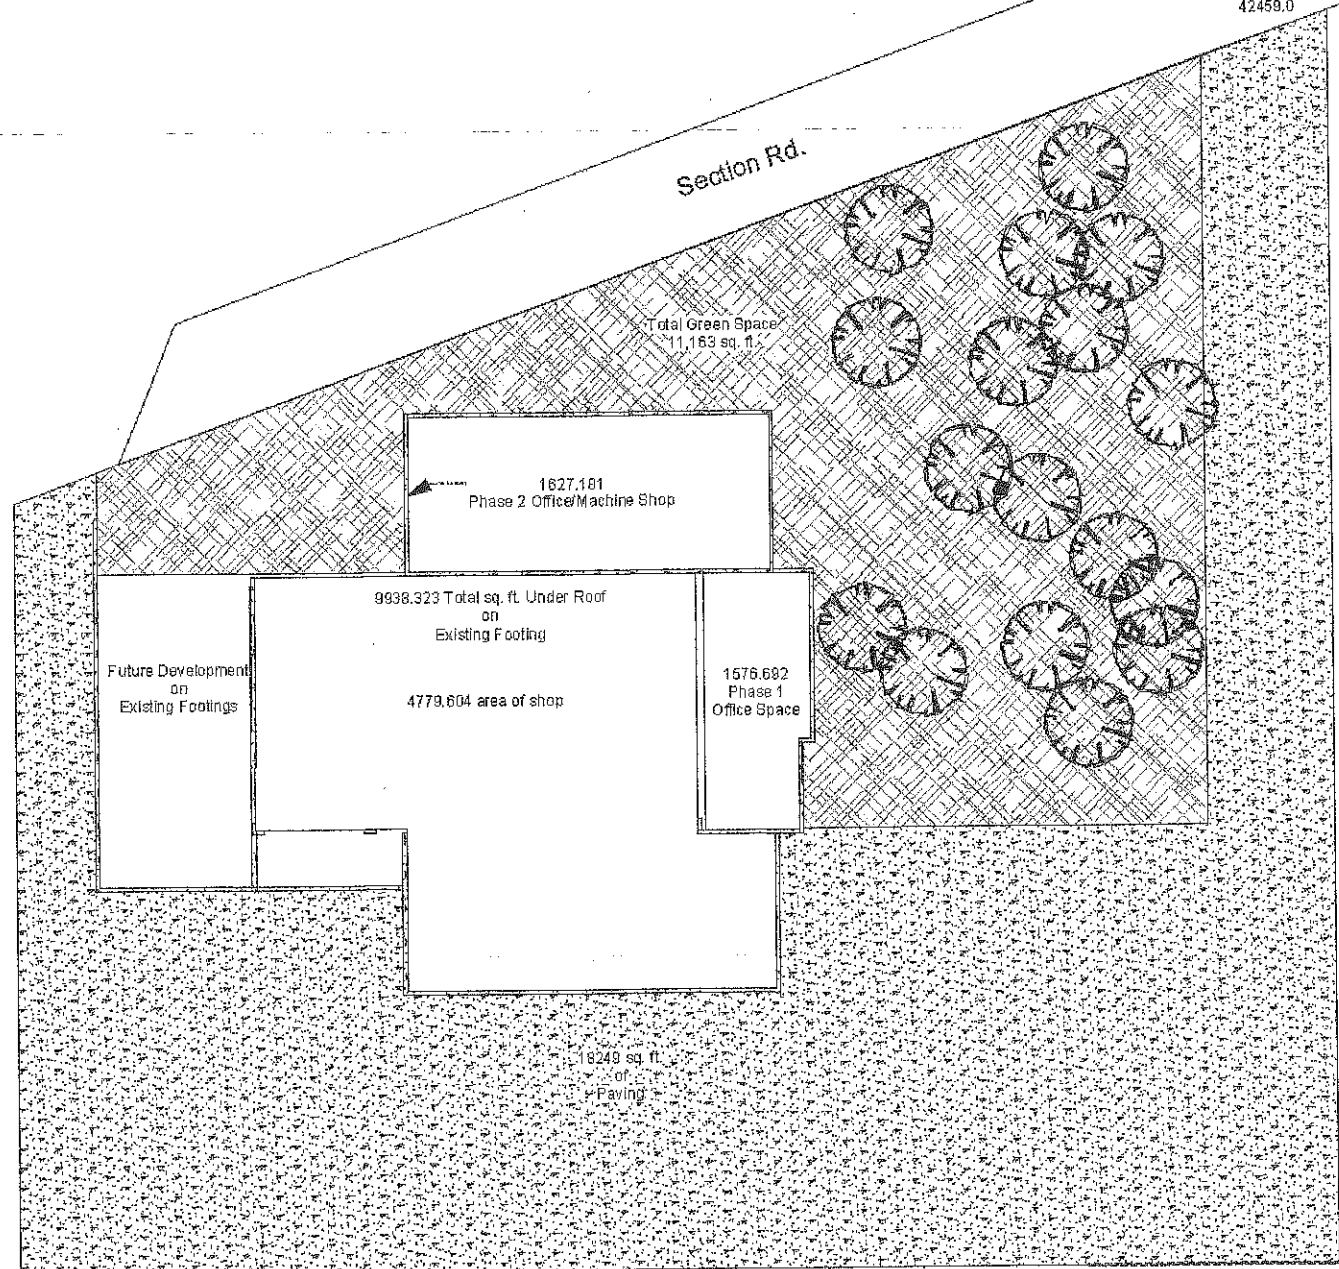 42459.0
Section Rd.
Total Green Space
11,163 sq. ft.
1627.181
Phase 2 Office/Machine Shop
9938.323 Total sq. ft. Under Roof
on
Existing Footing
Future Development
on
Existing Footings
4779.604 area of shop
1576.692
Phase 1
Office Space
18249 sq. ft.
of
Paving